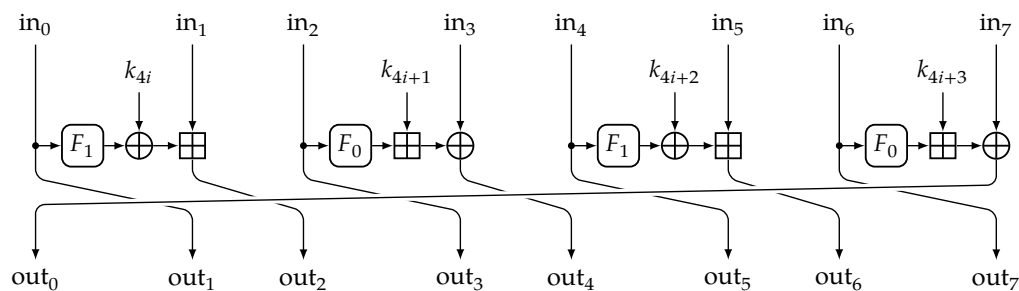 in₀ in₁ in₂ in₃ in₄ in₅ in₆ in₇
k₄ᵢ k₄ᵢ₊₁ k₄ᵢ₊₂ k₄ᵢ₊₃
F₁ F₀ F₁ F₀
out₀ out₁ out₂ out₃ out₄ out₅ out₆ out₇